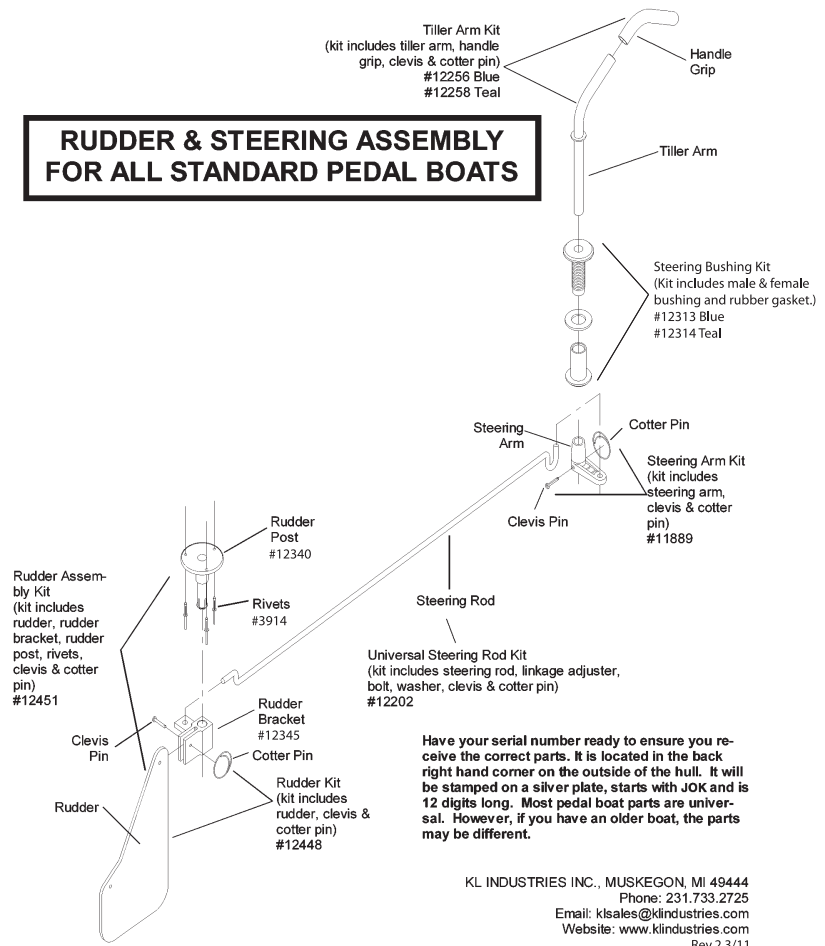 Tiller Arm Kit
(kit includes tiller arm, handle
grip, clevis & cotter pin)
#12256 Blue
#12258 Teal
Handle
Grip
RUDDER & STEERING ASSEMBLY
FOR ALL STANDARD PEDAL BOATS
Tiller Arm
Steering Bushing Kit
(Kit includes male & female
bushing and rubber gasket.)
#12313 Blue
#12314 Teal
Steering
Arm
Cotter Pin
Steering Arm Kit
(kit includes
steering arm,
clevis & cotter
pin)
#11889
Clevis Pin
Rudder
Post
#12340
Rudder Assem-
bly Kit
(kit includes
rudder, rudder
bracket, rudder
post, rivets,
clevis & cotter
pin)
#12451
Rivets
#3914
Steering Rod
Universal Steering Rod Kit
(kit includes steering rod, linkage adjuster,
bolt, washer, clevis & cotter pin)
#12202
Rudder
Bracket
#12345
Clevis
Pin
Cotter Pin
Rudder Kit
(kit includes
rudder, clevis &
cotter pin)
#12448
Rudder
Have your serial number ready to ensure you re-
ceive the correct parts. It is located in the back
right hand corner on the outside of the hull. It will
be stamped on a silver plate, starts with JOK and is
12 digits long. Most pedal boat parts are univer-
sal. However, if you have an older boat, the parts
may be different.
KL INDUSTRIES INC., MUSKEGON, MI 49444
Phone: 231.733.2725
Email: klsales@klindustries.com
Website: www.klindustries.com
Rev 2 3/11